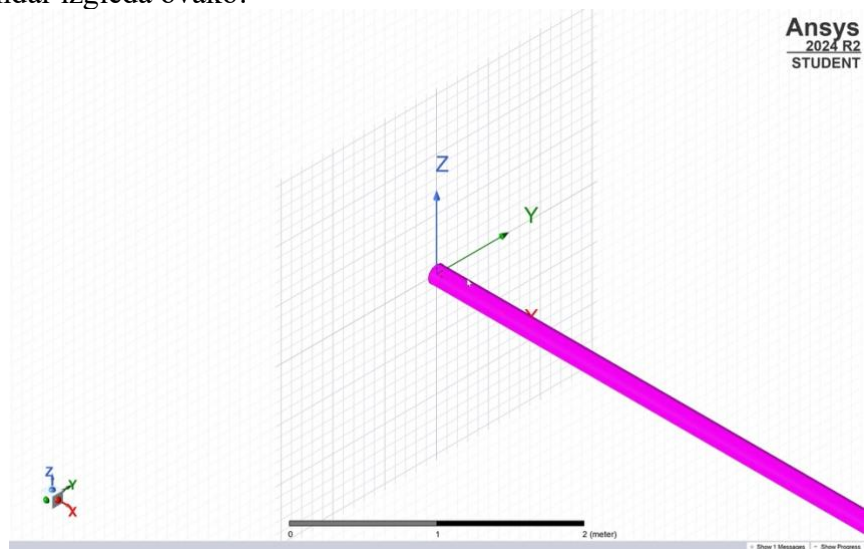 Ansys
2024 R2
STUDENT
Z
Y
Z
Y
X
0
1
2 (meter)
Show 1 Messages
Show Progress